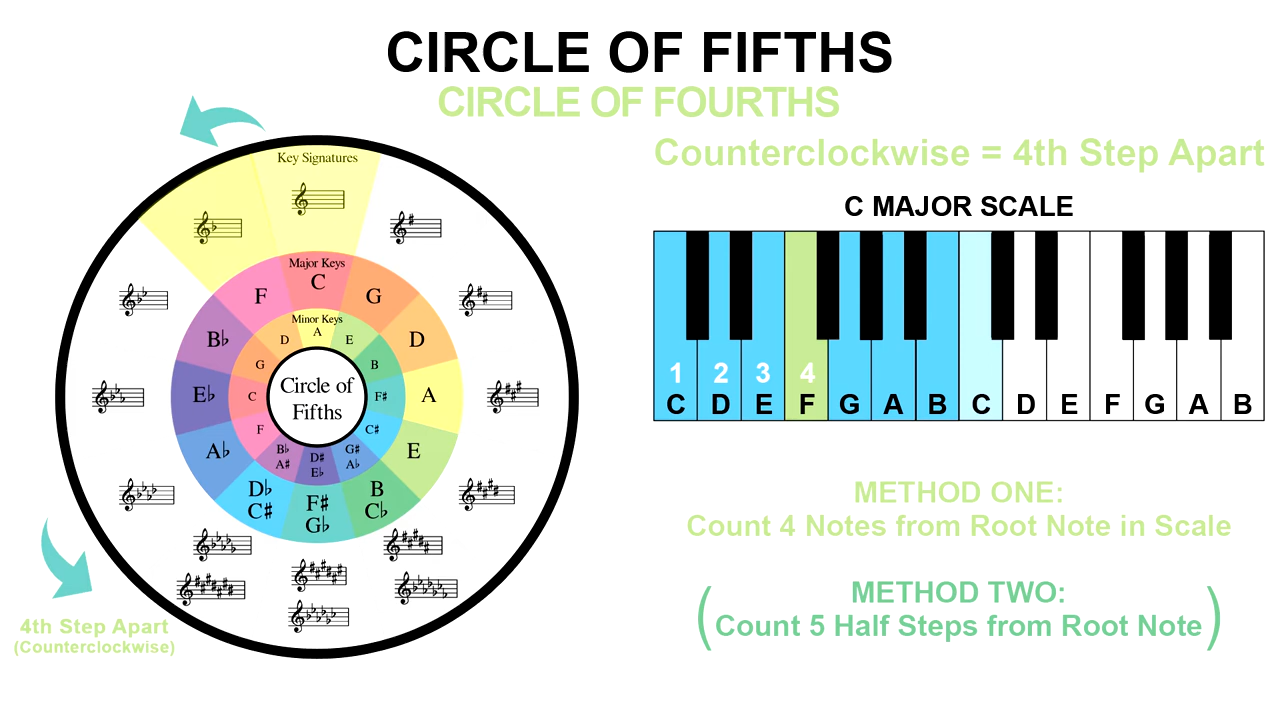 CIRCLE OF FIFTHS
CIRCLE OF FOURTHS
Counterclockwise = 4th Step Apart
C MAJOR SCALE
1 2 3 4
C D E F G A B C D E F G A B
METHOD ONE:
Count 4 Notes from Root Note in Scale
( METHOD TWO:
Count 5 Half Steps from Root Note )
Key Signatures
Major Keys
C
G
D
A
E
B
C♭
F#
G♭
D♭
C#
A♭
E♭
B♭
F
Minor Keys
A
E
B
F#
C#
G#
A♭
D#
E♭
B♭
A#
F
C
G
D
Circle of
Fifths
4th Step Apart
(Counterclockwise)